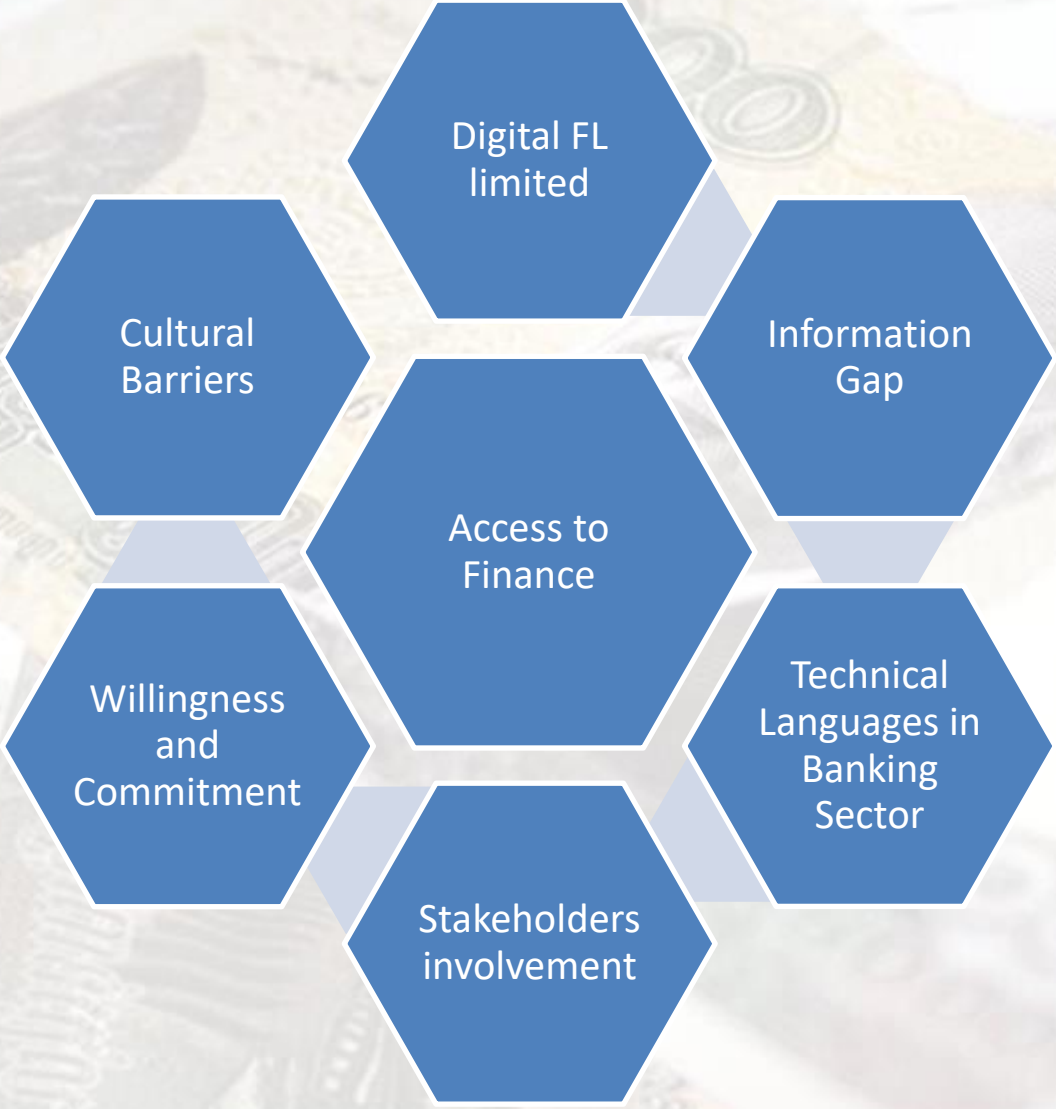 Digital FL
limited
Cultural
Barriers
Information
Gap
Access to
Finance
Willingness
and
Commitment
Technical
Languages in
Banking
Sector
Stakeholders
involvement